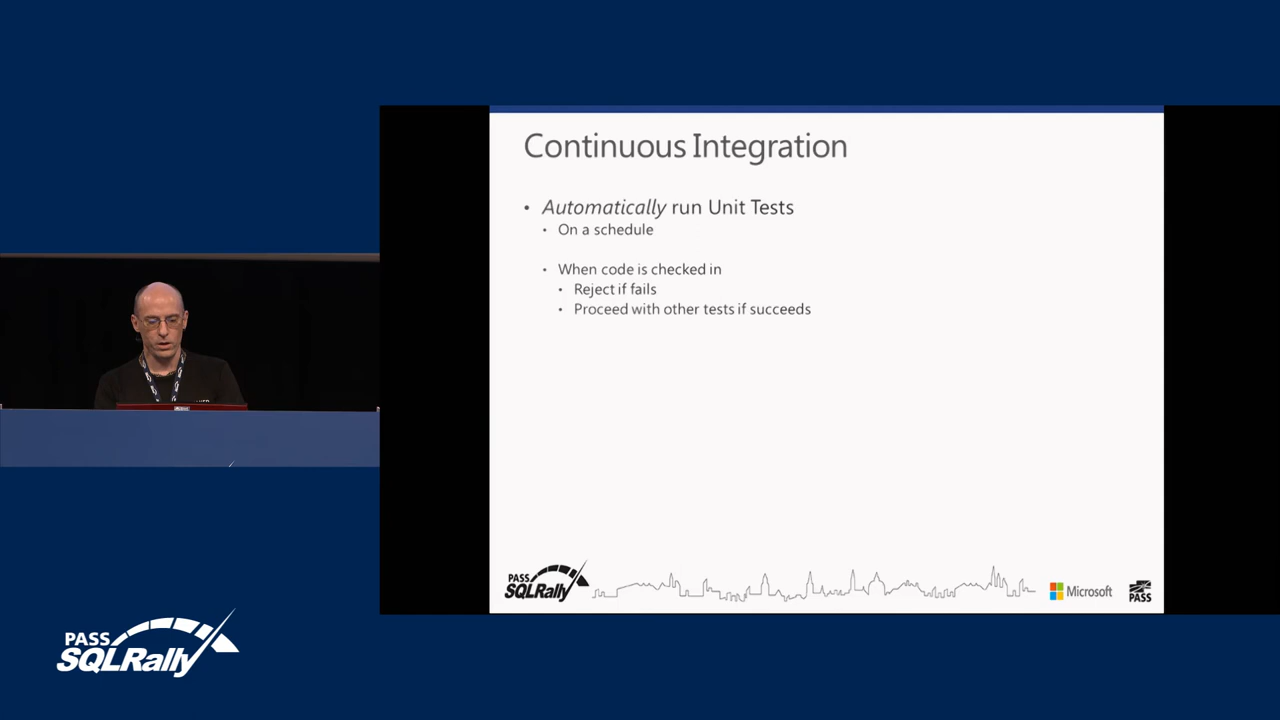 Continuous Integration
• Automatically run Unit Tests
• On a schedule
• When code is checked in
• Reject if fails
• Proceed with other tests if succeeds
PASS
SQLRally
Microsoft
PASS
PASS
SQLRally